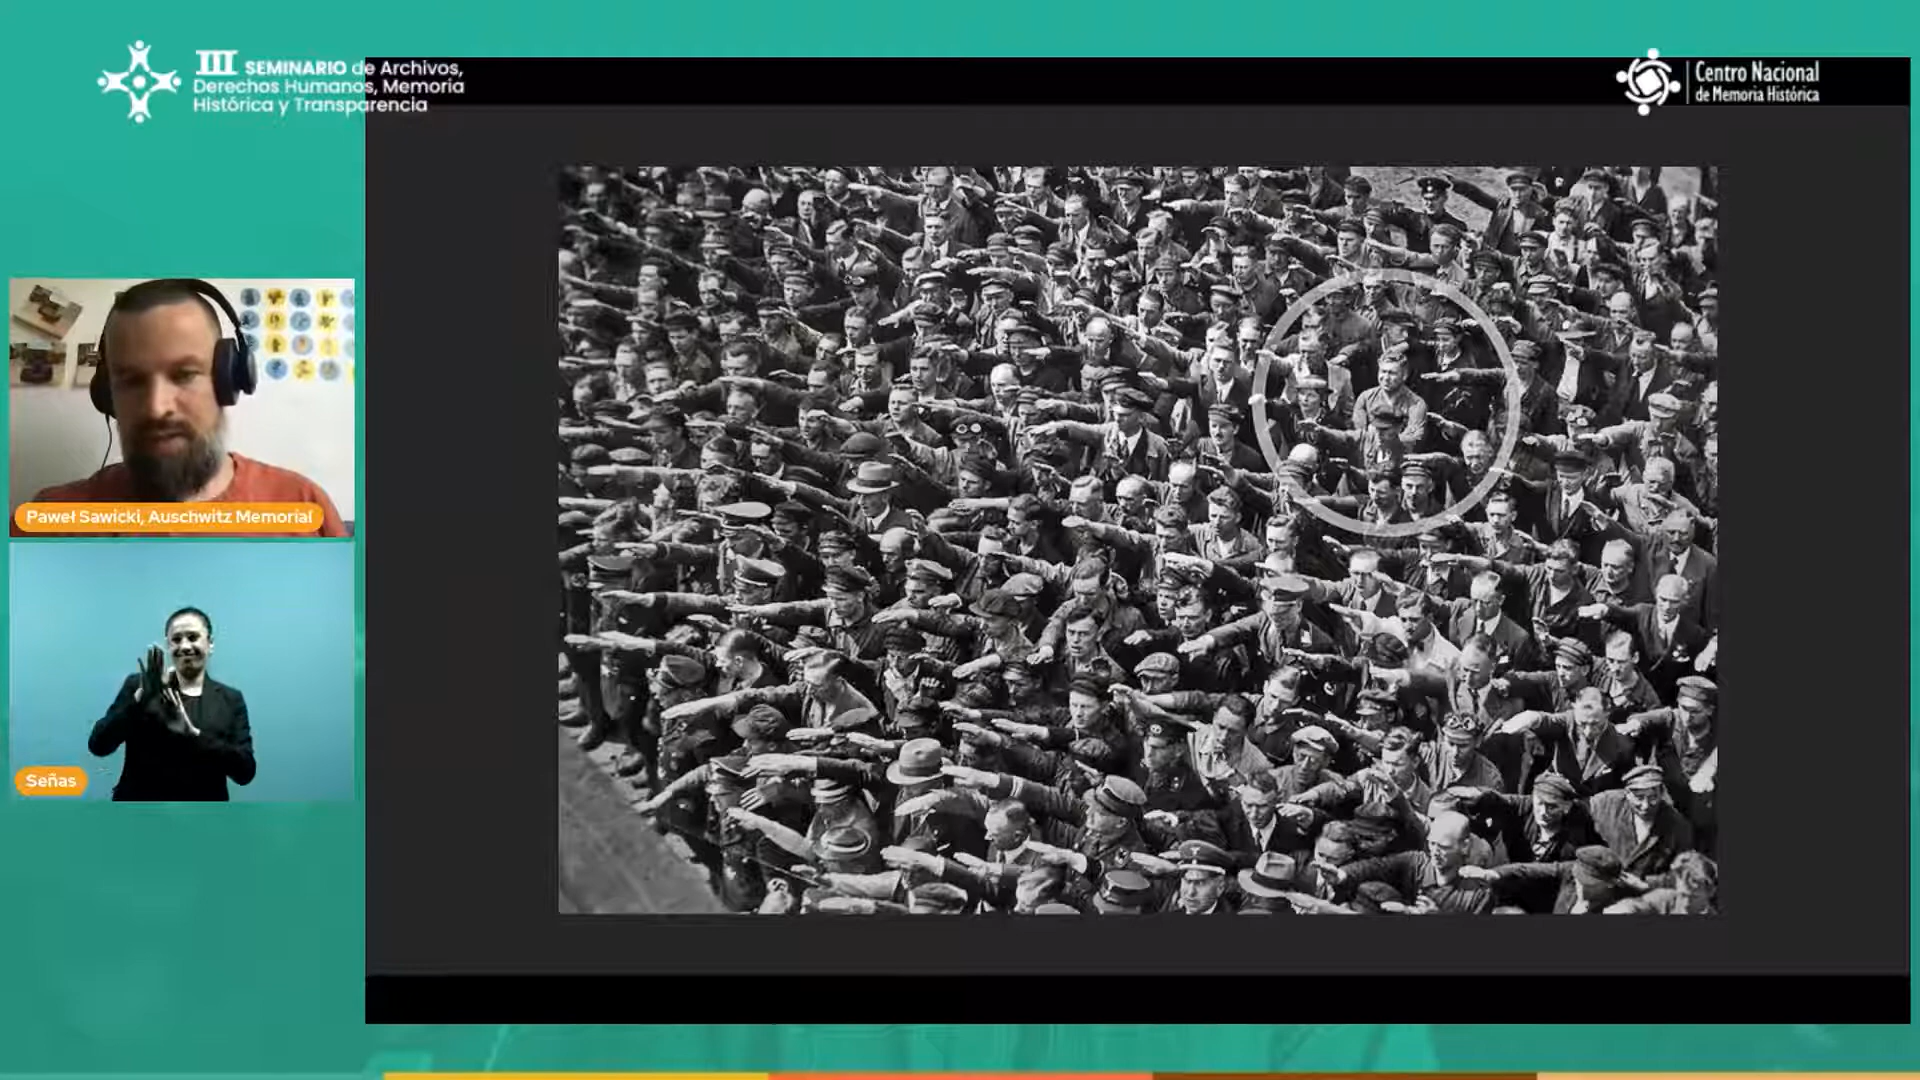 III SEMINARIO de Archivos,
Derechos Humanos, Memoria
Histórica y Transparencia
Centro Nacional
de Memoria Histórica
Paweł Sawicki, Auschwitz Memorial
Señas